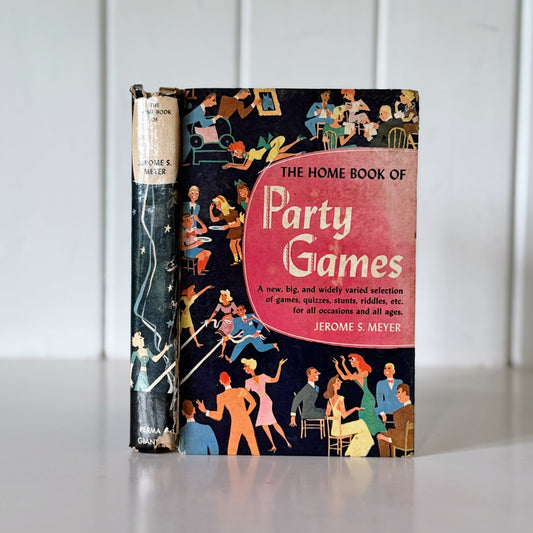 THE
HOME BOOK
OF
JEROME S.
MEYER
PERMA
GIANT
THE HOME BOOK OF
Party
Games
A new, big, and widely varied selection
of games, quizzes, stunts, riddles, etc.
for all occasions and all ages.
JEROME S. MEYER